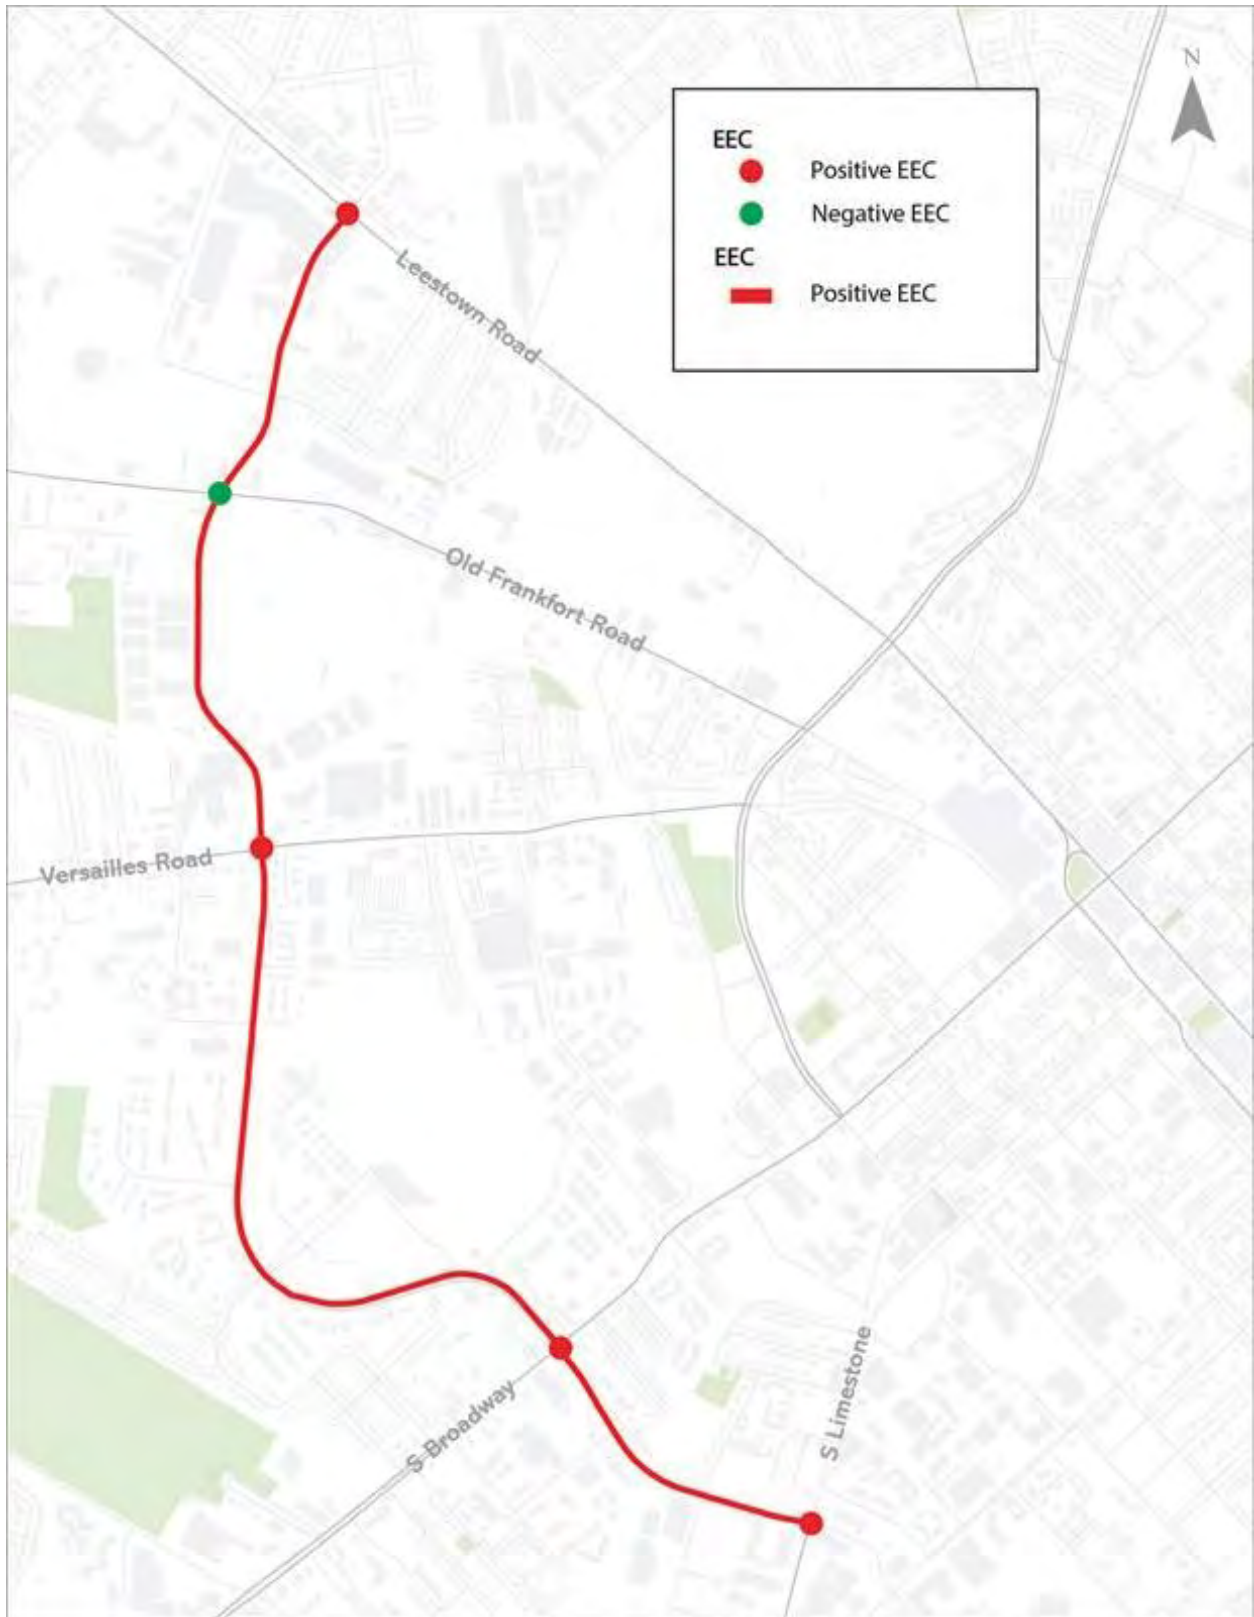 N
EEC
Positive EEC
Negative EEC
EEC
Positive EEC
Leestown Road
Old Frankfort Road
Versailles Road
S Broadway
S Limestone